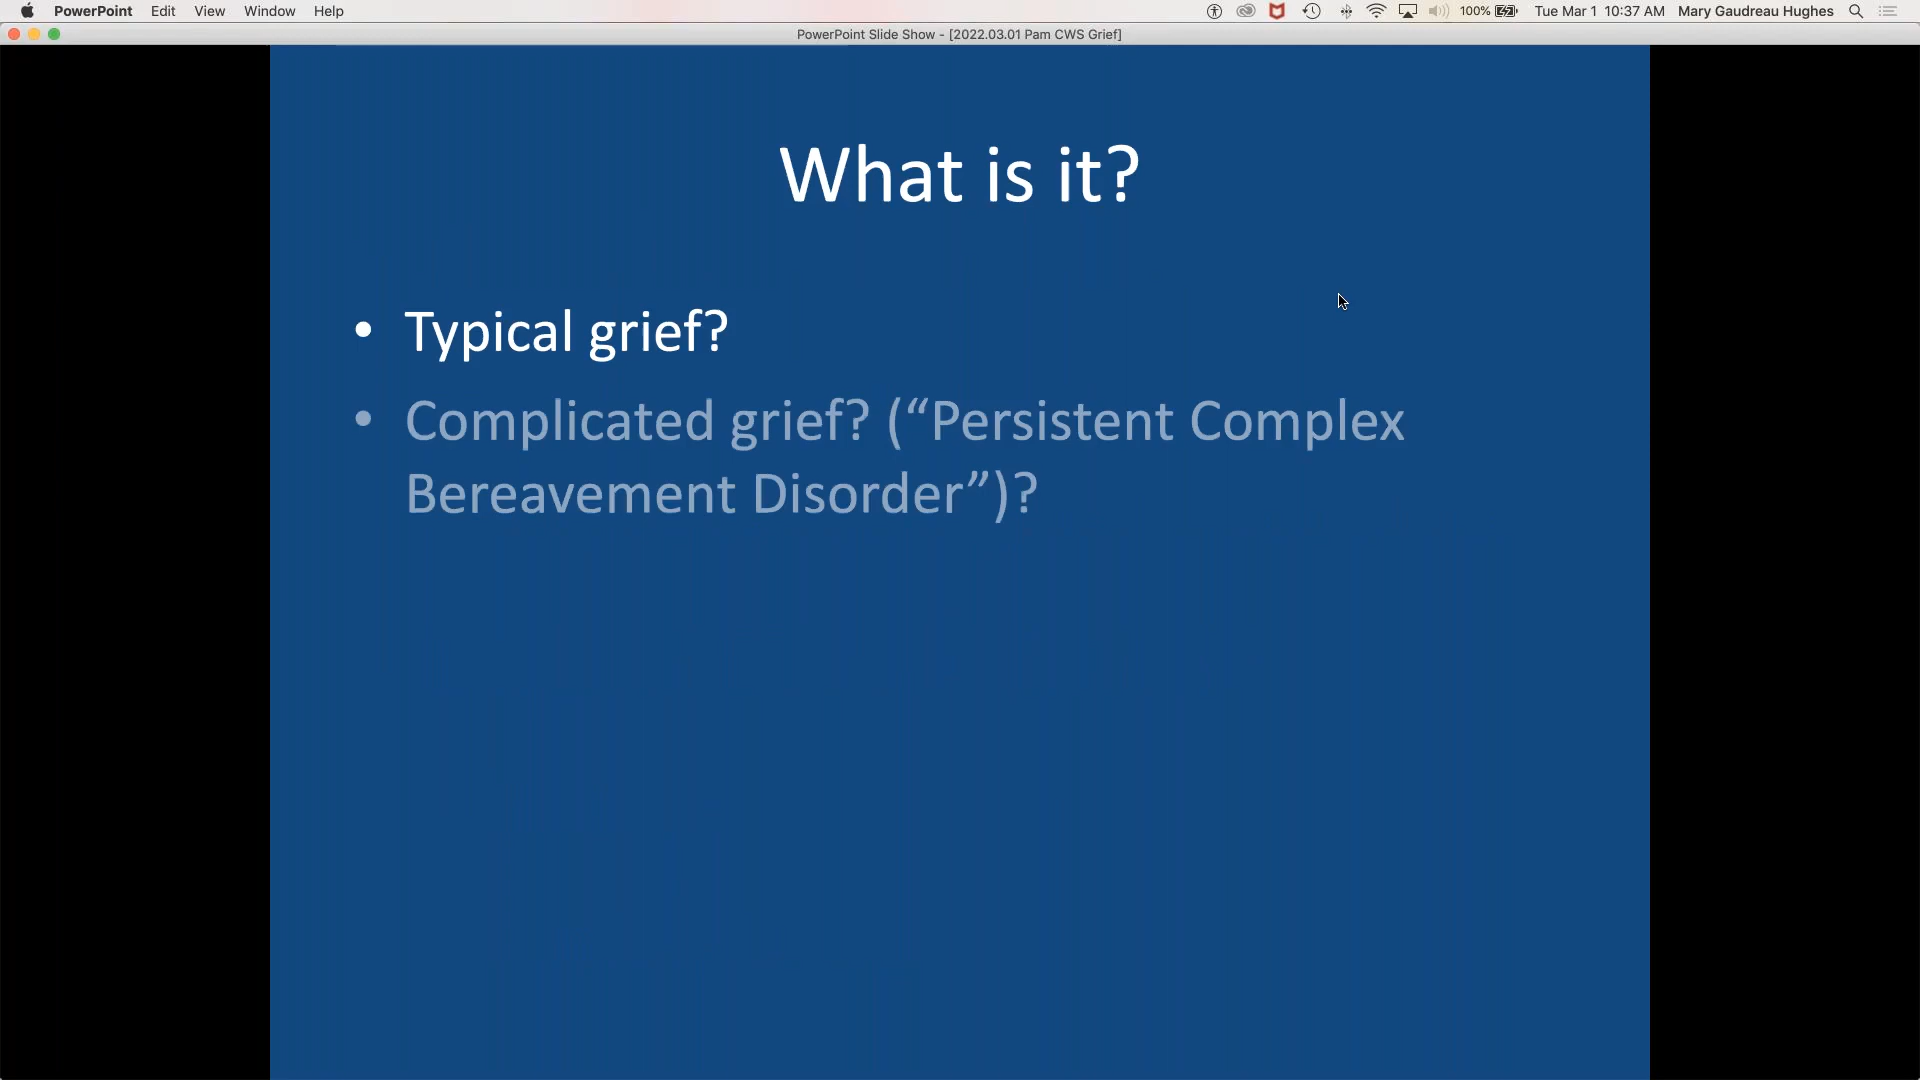 PowerPoint Edit View Window Help 100% Tue Mar 1 10:37 AM Mary Gaudreau Hughes
PowerPoint Slide Show - [2022.03.01 Pam CWS Grief]
What is it?
• Typical grief?
• Complicated grief? (“Persistent Complex
Bereavement Disorder”)?